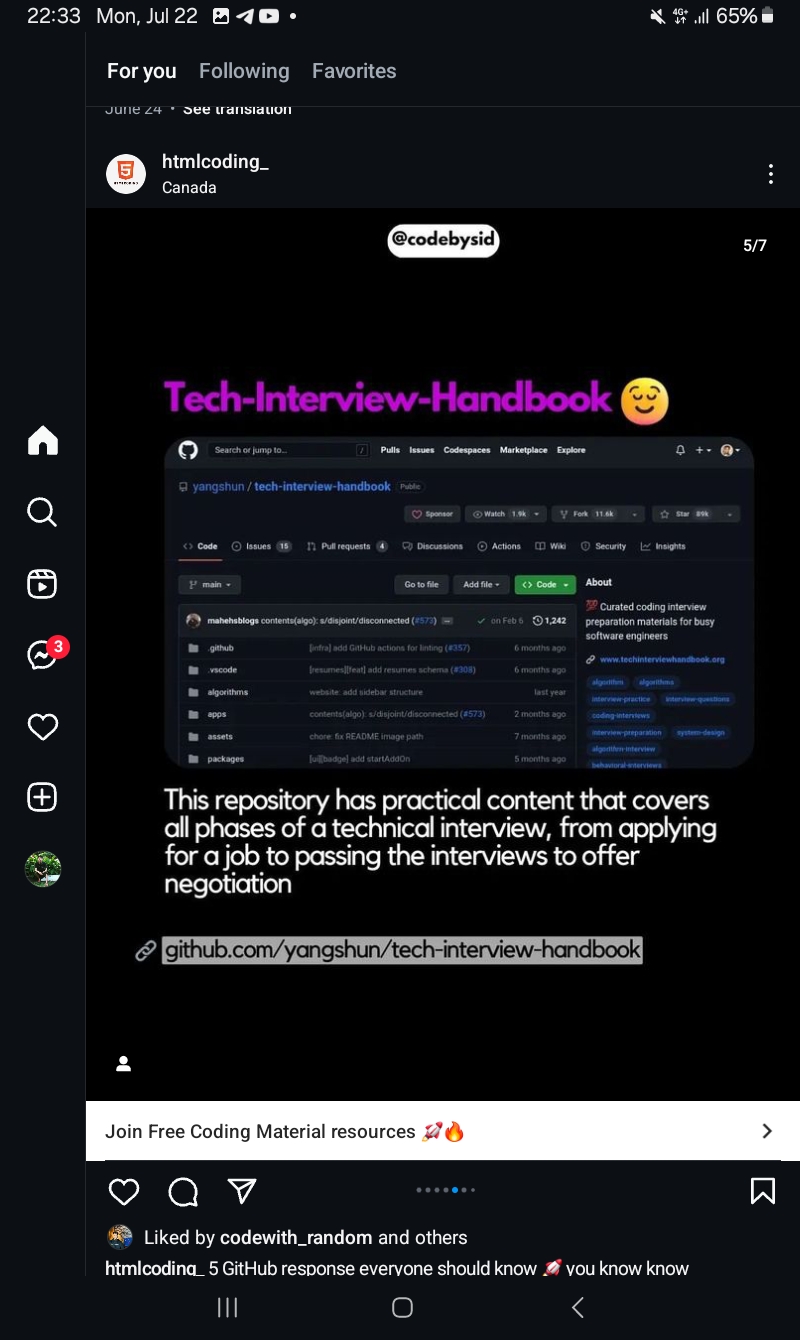 22:33 Mon, Jul 22
4G+ 65%
For you Following Favorites
June 24 • See translation
htmlcoding_
Canada
@codebysid
5/7
Tech-Interview-Handbook 😌
Search or jump to... / Pulls Issues Codespaces Marketplace Explore
yangshun / tech-interview-handbook Public
Sponsor Watch 1.9k Fork 11.6k Star 89k
Code Issues 15 Pull requests 4 Discussions Actions Wiki Security Insights
main Go to file Add file Code
mahehsblogs contents(algo): s/disjoint/disconnected (#573) on Feb 6 1,242
.github [infra] add GitHub actions for linting (#357) 6 months ago
.vscode [resumes][feat] add resumes schema (#308) 6 months ago
algorithms website: add sidebar structure last year
apps contents(algo): s/disjoint/disconnected (#573) 2 months ago
assets chore: fix README image path 7 months ago
packages [ui][badge] add startAddOn 5 months ago
About
💯 Curated coding interview
preparation materials for busy
software engineers
www.techinterviewhandbook.org
algorithm algorithms
interview-practice interview-questions
coding-interviews
interview-preparation system-design
algorithm-interview
behavioral-interviews
This repository has practical content that covers
all phases of a technical interview, from applying
for a job to passing the interviews to offer
negotiation
🔗 github.com/yangshun/tech-interview-handbook
3
Join Free Coding Material resources 🚀🔥
Liked by codewith_random and others
htmlcoding_ 5 GitHub response everyone should know 🚀 you know know